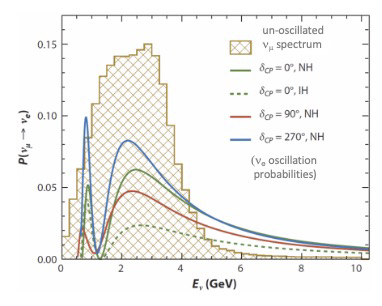 0.15
0.10
0.05
0.00
0
2
4
6
8
10
P(νμ → νe)
Eν (GeV)
un-oscillated
νμ spectrum
δCP = 0°, NH
δCP = 0°, IH
δCP = 90°, NH
δCP = 270°, NH
(νe oscillation
probabilities)